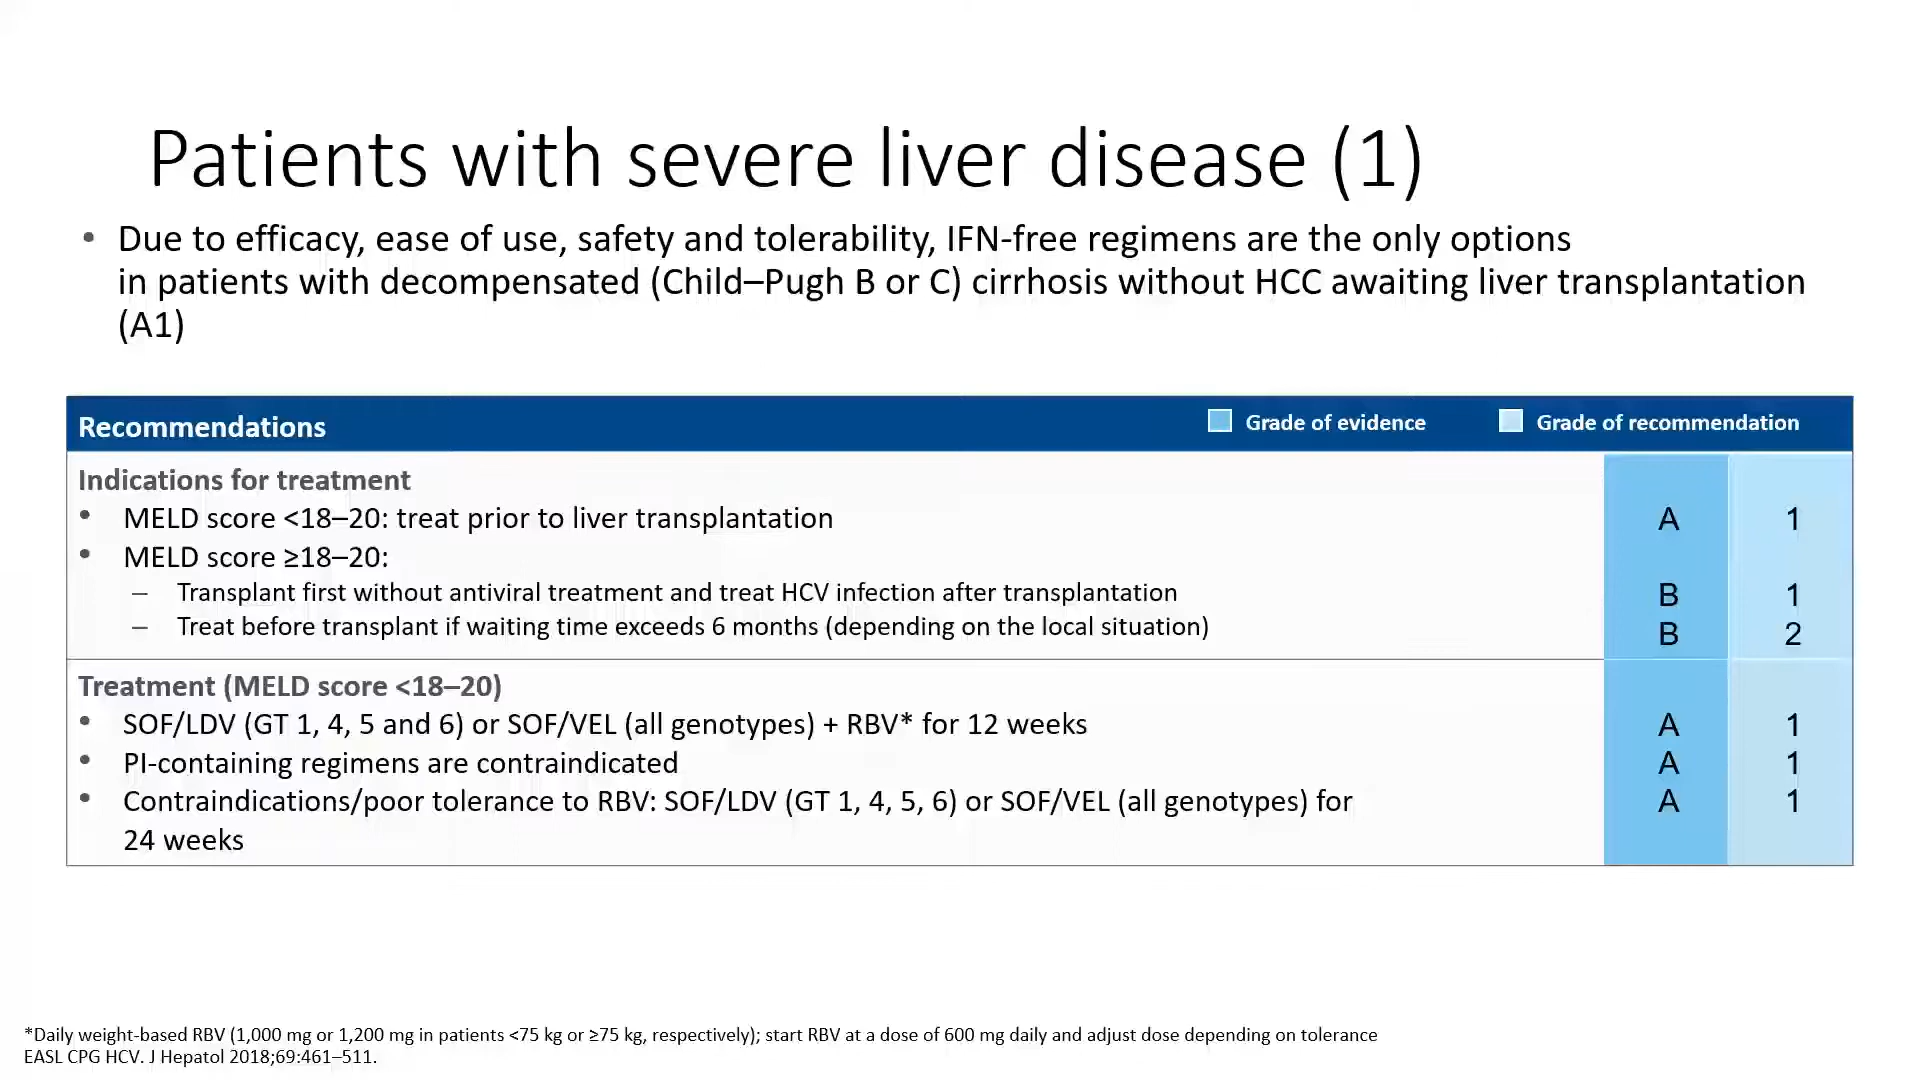 Patients with severe liver disease (1)
• Due to efficacy, ease of use, safety and tolerability, IFN-free regimens are the only options
in patients with decompensated (Child–Pugh B or C) cirrhosis without HCC awaiting liver transplantation
(A1)
Recommendations Grade of evidence Grade of recommendation
Indications for treatment
• MELD score <18–20: treat prior to liver transplantation A 1
• MELD score ≥18–20:
– Transplant first without antiviral treatment and treat HCV infection after transplantation B 1
– Treat before transplant if waiting time exceeds 6 months (depending on the local situation) B 2
Treatment (MELD score <18–20)
• SOF/LDV (GT 1, 4, 5 and 6) or SOF/VEL (all genotypes) + RBV* for 12 weeks A 1
• PI-containing regimens are contraindicated A 1
• Contraindications/poor tolerance to RBV: SOF/LDV (GT 1, 4, 5, 6) or SOF/VEL (all genotypes) for A 1
24 weeks
*Daily weight-based RBV (1,000 mg or 1,200 mg in patients <75 kg or ≥75 kg, respectively); start RBV at a dose of 600 mg daily and adjust dose depending on tolerance
EASL CPG HCV. J Hepatol 2018;69:461–511.